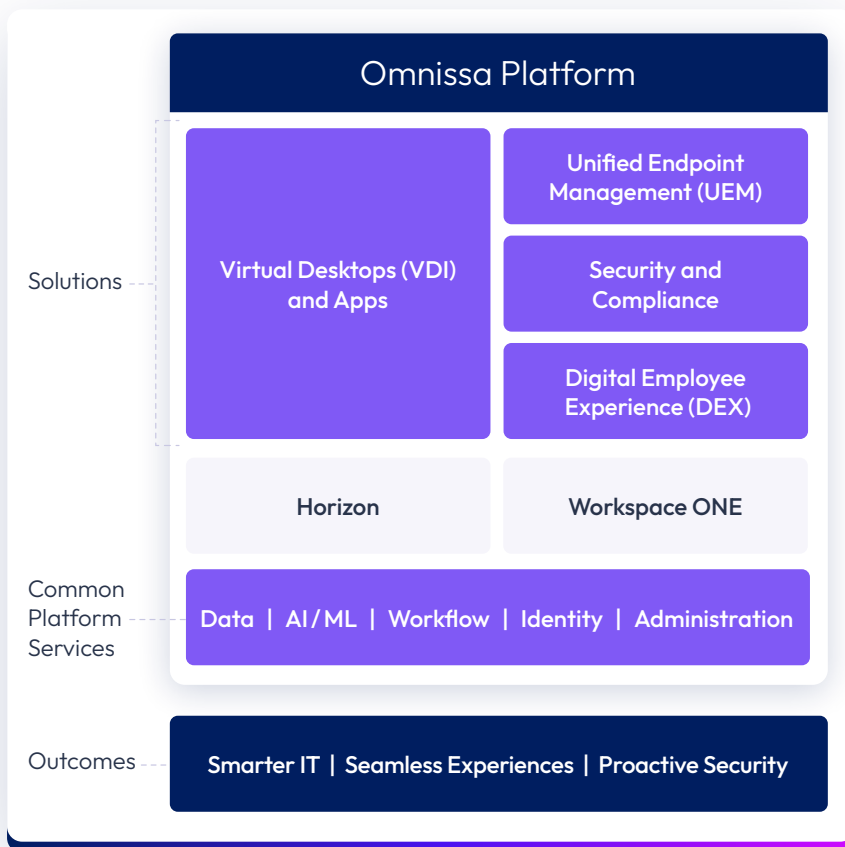 Omnissa Platform
Solutions
Virtual Desktops (VDI)
and Apps
Unified Endpoint
Management (UEM)
Security and
Compliance
Digital Employee
Experience (DEX)
Horizon
Workspace ONE
Common
Platform
Services
Data | AI/ML | Workflow | Identity | Administration
Outcomes
Smarter IT | Seamless Experiences | Proactive Security